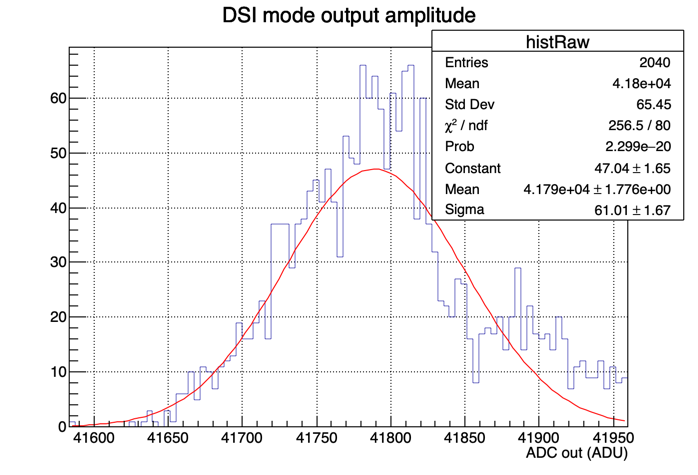 DSI mode output amplitude
histRaw
Entries 2040
Mean 4.18e+04
Std Dev 65.45
χ² / ndf 256.5 / 80
Prob 2.299e−20
Constant 47.04 ± 1.65
Mean 4.179e+04 ± 1.776e+00
Sigma 61.01 ± 1.67
60
50
40
30
20
10
0
41600 41650 41700 41750 41800 41850 41900 41950
ADC out (ADU)